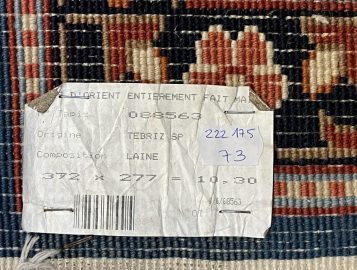 D'ORIENT ENTIEREMENT FAIT MA
Tapis 088563
Origine TEBRIZ SP
Composition LAINE
222 175
73
372 x 277 = 10,30